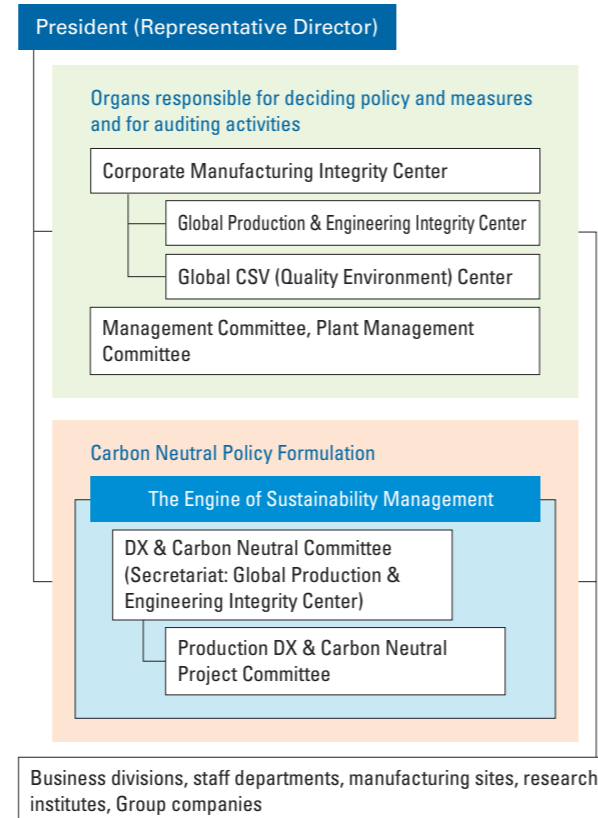 President (Representative Director)
Organs responsible for deciding policy and measures
and for auditing activities
Corporate Manufacturing Integrity Center
Global Production & Engineering Integrity Center
Global CSV (Quality Environment) Center
Management Committee, Plant Management
Committee
Carbon Neutral Policy Formulation
The Engine of Sustainability Management
DX & Carbon Neutral Committee
(Secretariat: Global Production &
Engineering Integrity Center)
Production DX & Carbon Neutral
Project Committee
Business divisions, staff departments, manufacturing sites, research
institutes, Group companies